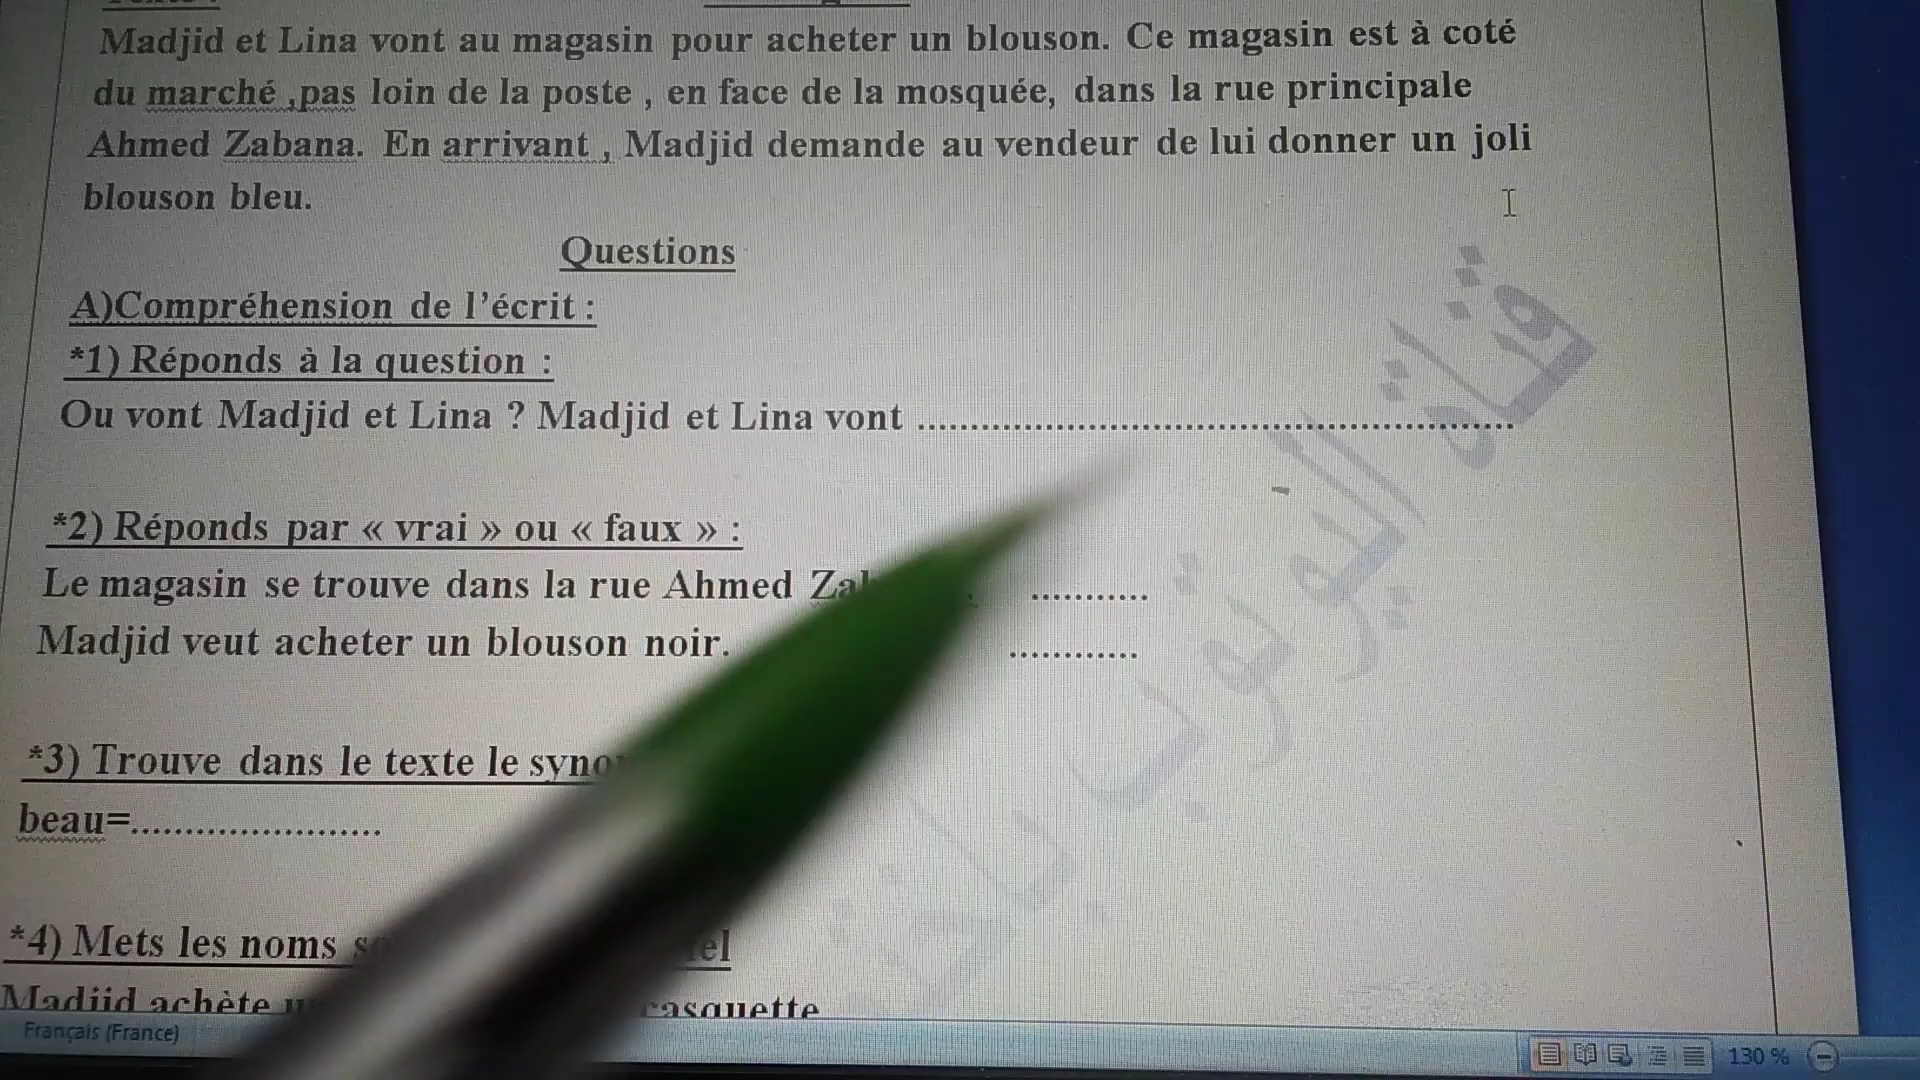 Madjid et Lina vont au magasin pour acheter un blouson. Ce magasin est à coté
du marché ,pas loin de la poste , en face de la mosquée, dans la rue principale
Ahmed Zabana. En arrivant , Madjid demande au vendeur de lui donner un joli
blouson bleu.
Questions
A)Compréhension de l’écrit :
*1) Réponds à la question :
Ou vont Madjid et Lina ? Madjid et Lina vont ........................................................
*2) Réponds par « vrai » ou « faux » :
Le magasin se trouve dans la rue Ahmed ...........
Madjid veut acheter un blouson noir. ............
*3) Trouve dans le texte le
beau=.......................
*4) Mets les noms
Madjid achète casquette
Français (France)
130 %
قناة اليوتوب